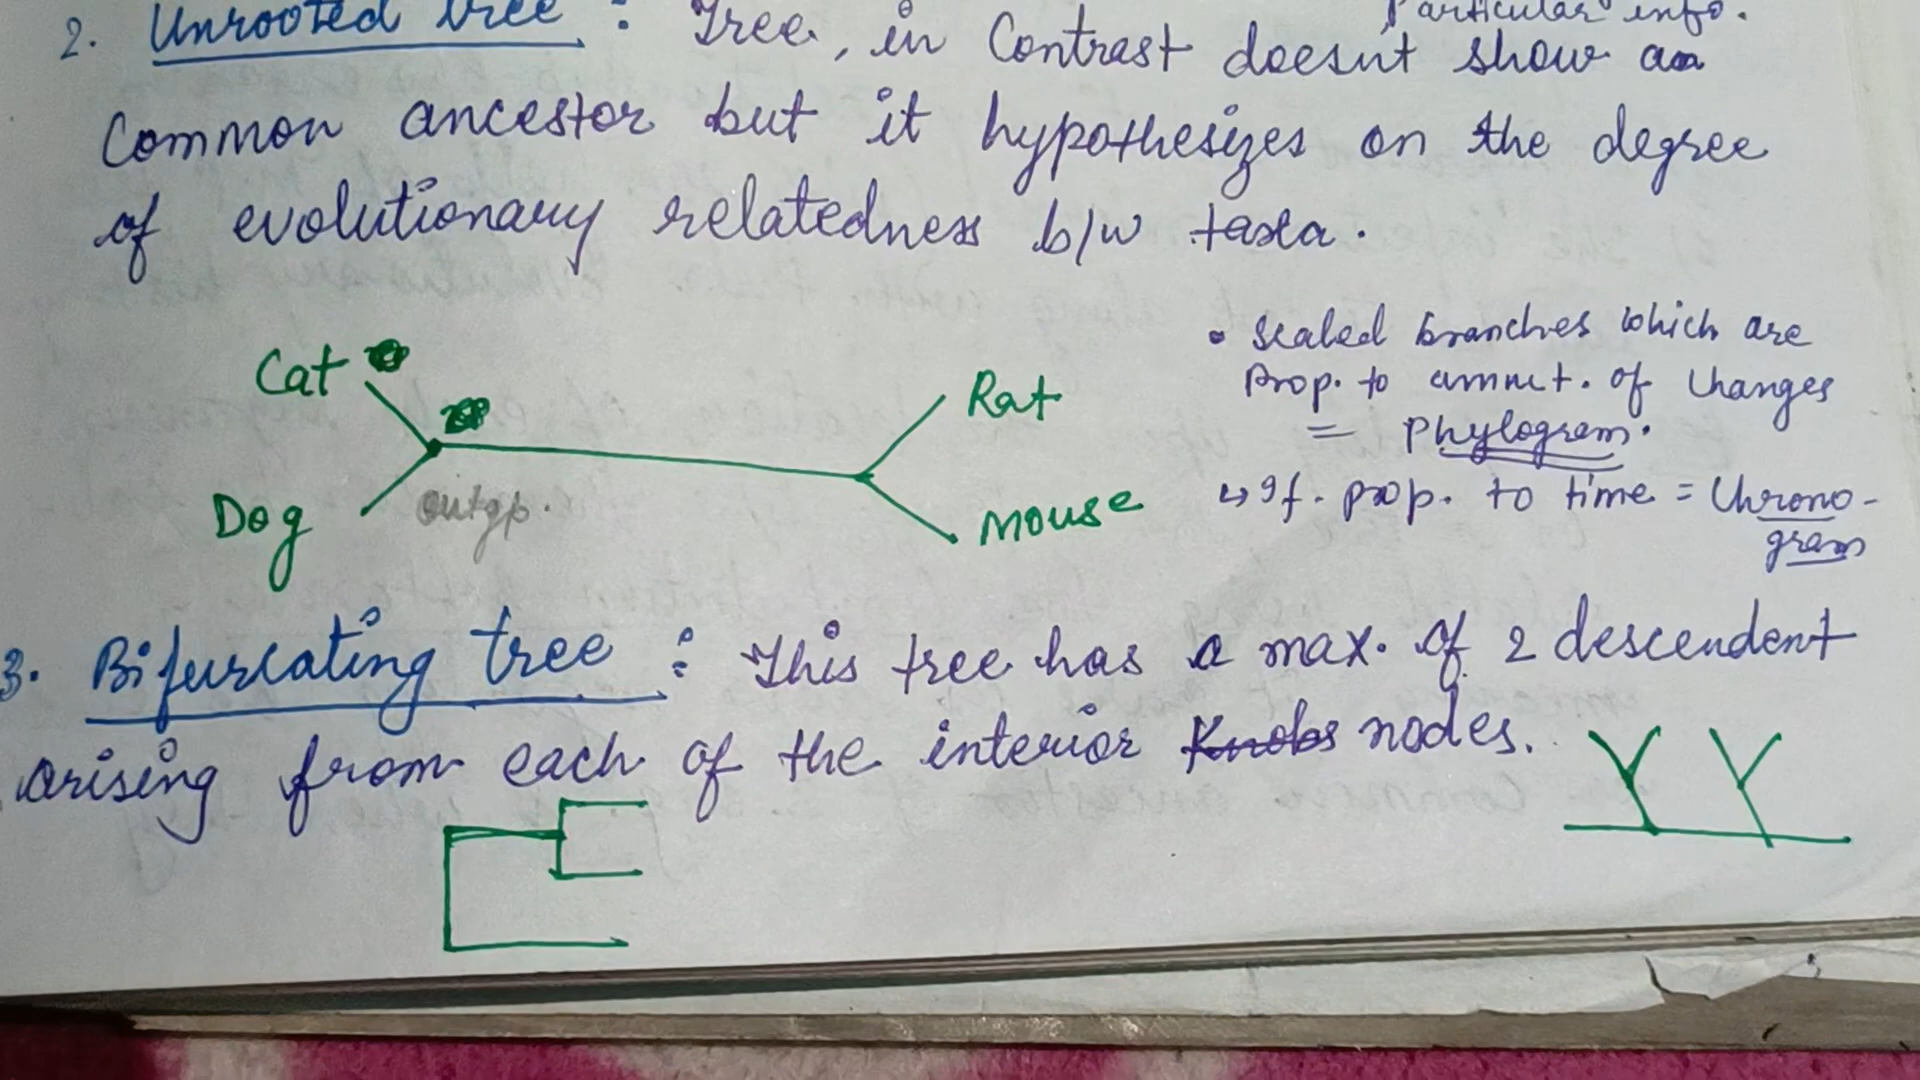 Particular info.
2. Unrooted tree : Tree, in Contrast doesnt show a
Common ancestor but it hypothesizes on the degree
of evolutionary relatedness b/w taxa.
Cat
Dog
outgp.
Rat
Mouse
• Scaled branches which are
Prop. to amnt. of changes
= Phylogram.
↳ If. prop. to time = Chrono-
gram
3. Bifurcating tree : This tree has a max. of 2 descendent
arising from each of the interior Knobs nodes.